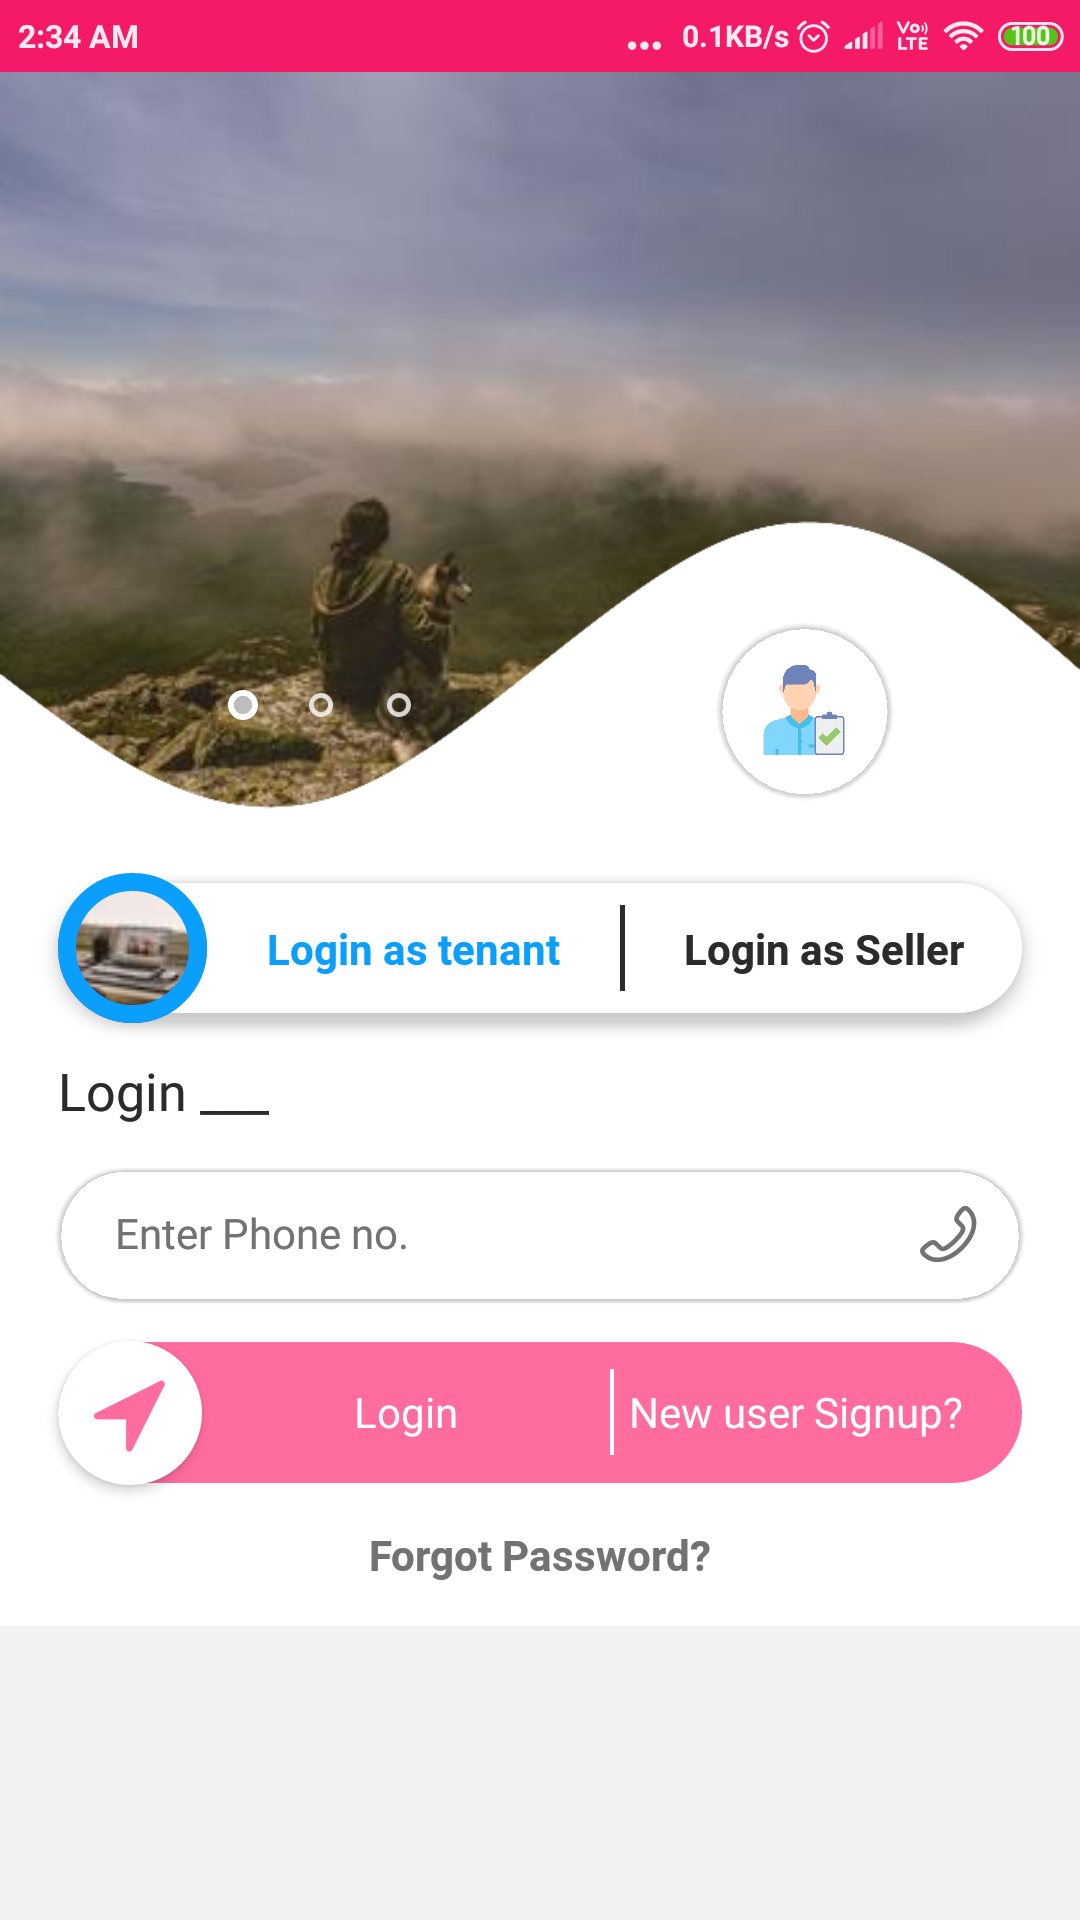 2:34 AM ... 0.1KB/s Vo) LTE 100
Login as tenant | Login as Seller
Login ___
Enter Phone no.
Login | New user Signup?
Forgot Password?